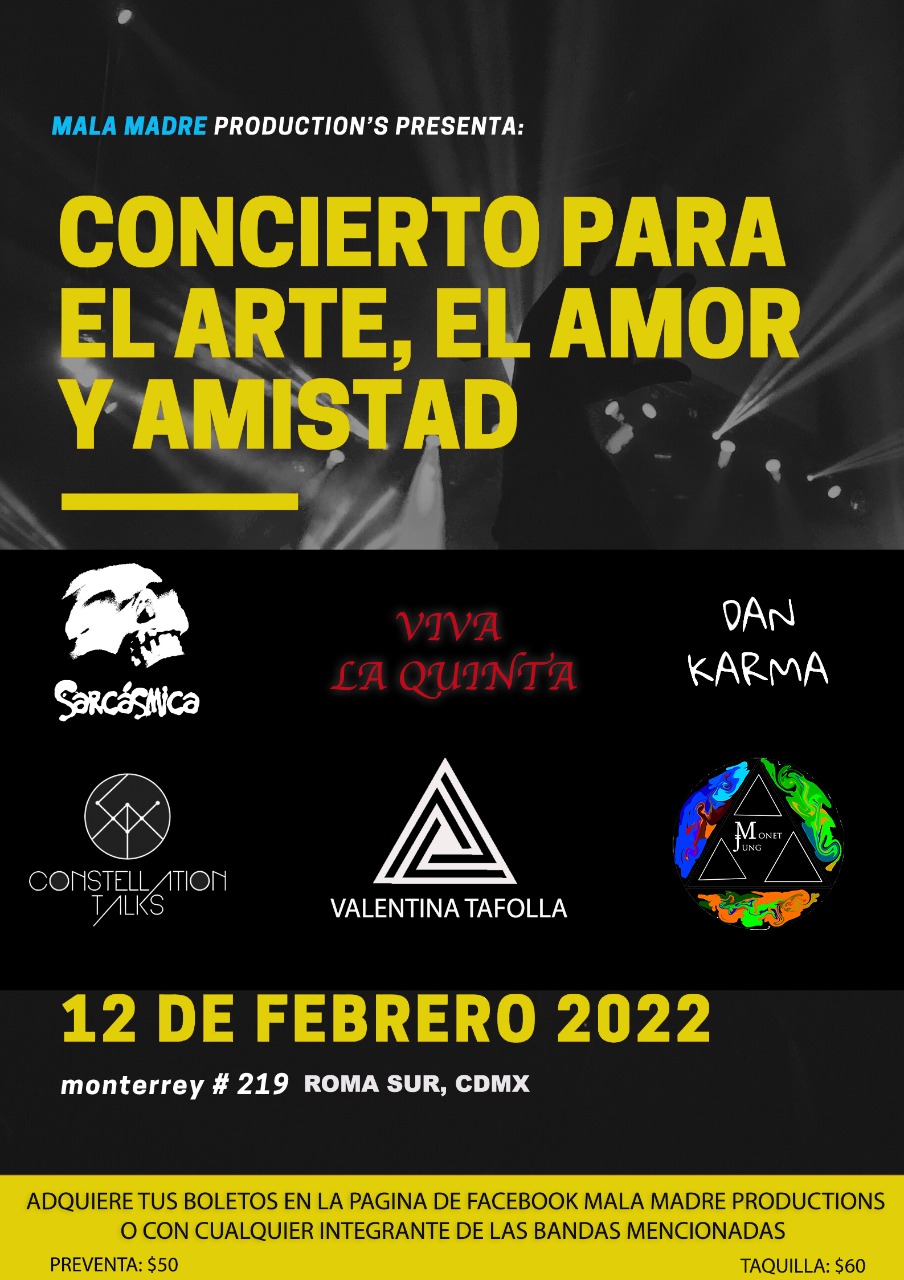 MALA MADRE PRODUCTION'S PRESENTA:
CONCIERTO PARA
EL ARTE, EL AMOR
Y AMISTAD
Sarcásmica
VIVA
LA QUINTA
DAN
KARMA
CONSTELLATION
TALKS
VALENTINA TAFOLLA
MONET
JUNG
12 DE FEBRERO 2022
monterrey # 219 ROMA SUR, CDMX
ADQUIERE TUS BOLETOS EN LA PAGINA DE FACEBOOK MALA MADRE PRODUCTIONS
O CON CUALQUIER INTEGRANTE DE LAS BANDAS MENCIONADAS
PREVENTA: $50 TAQUILLA: $60